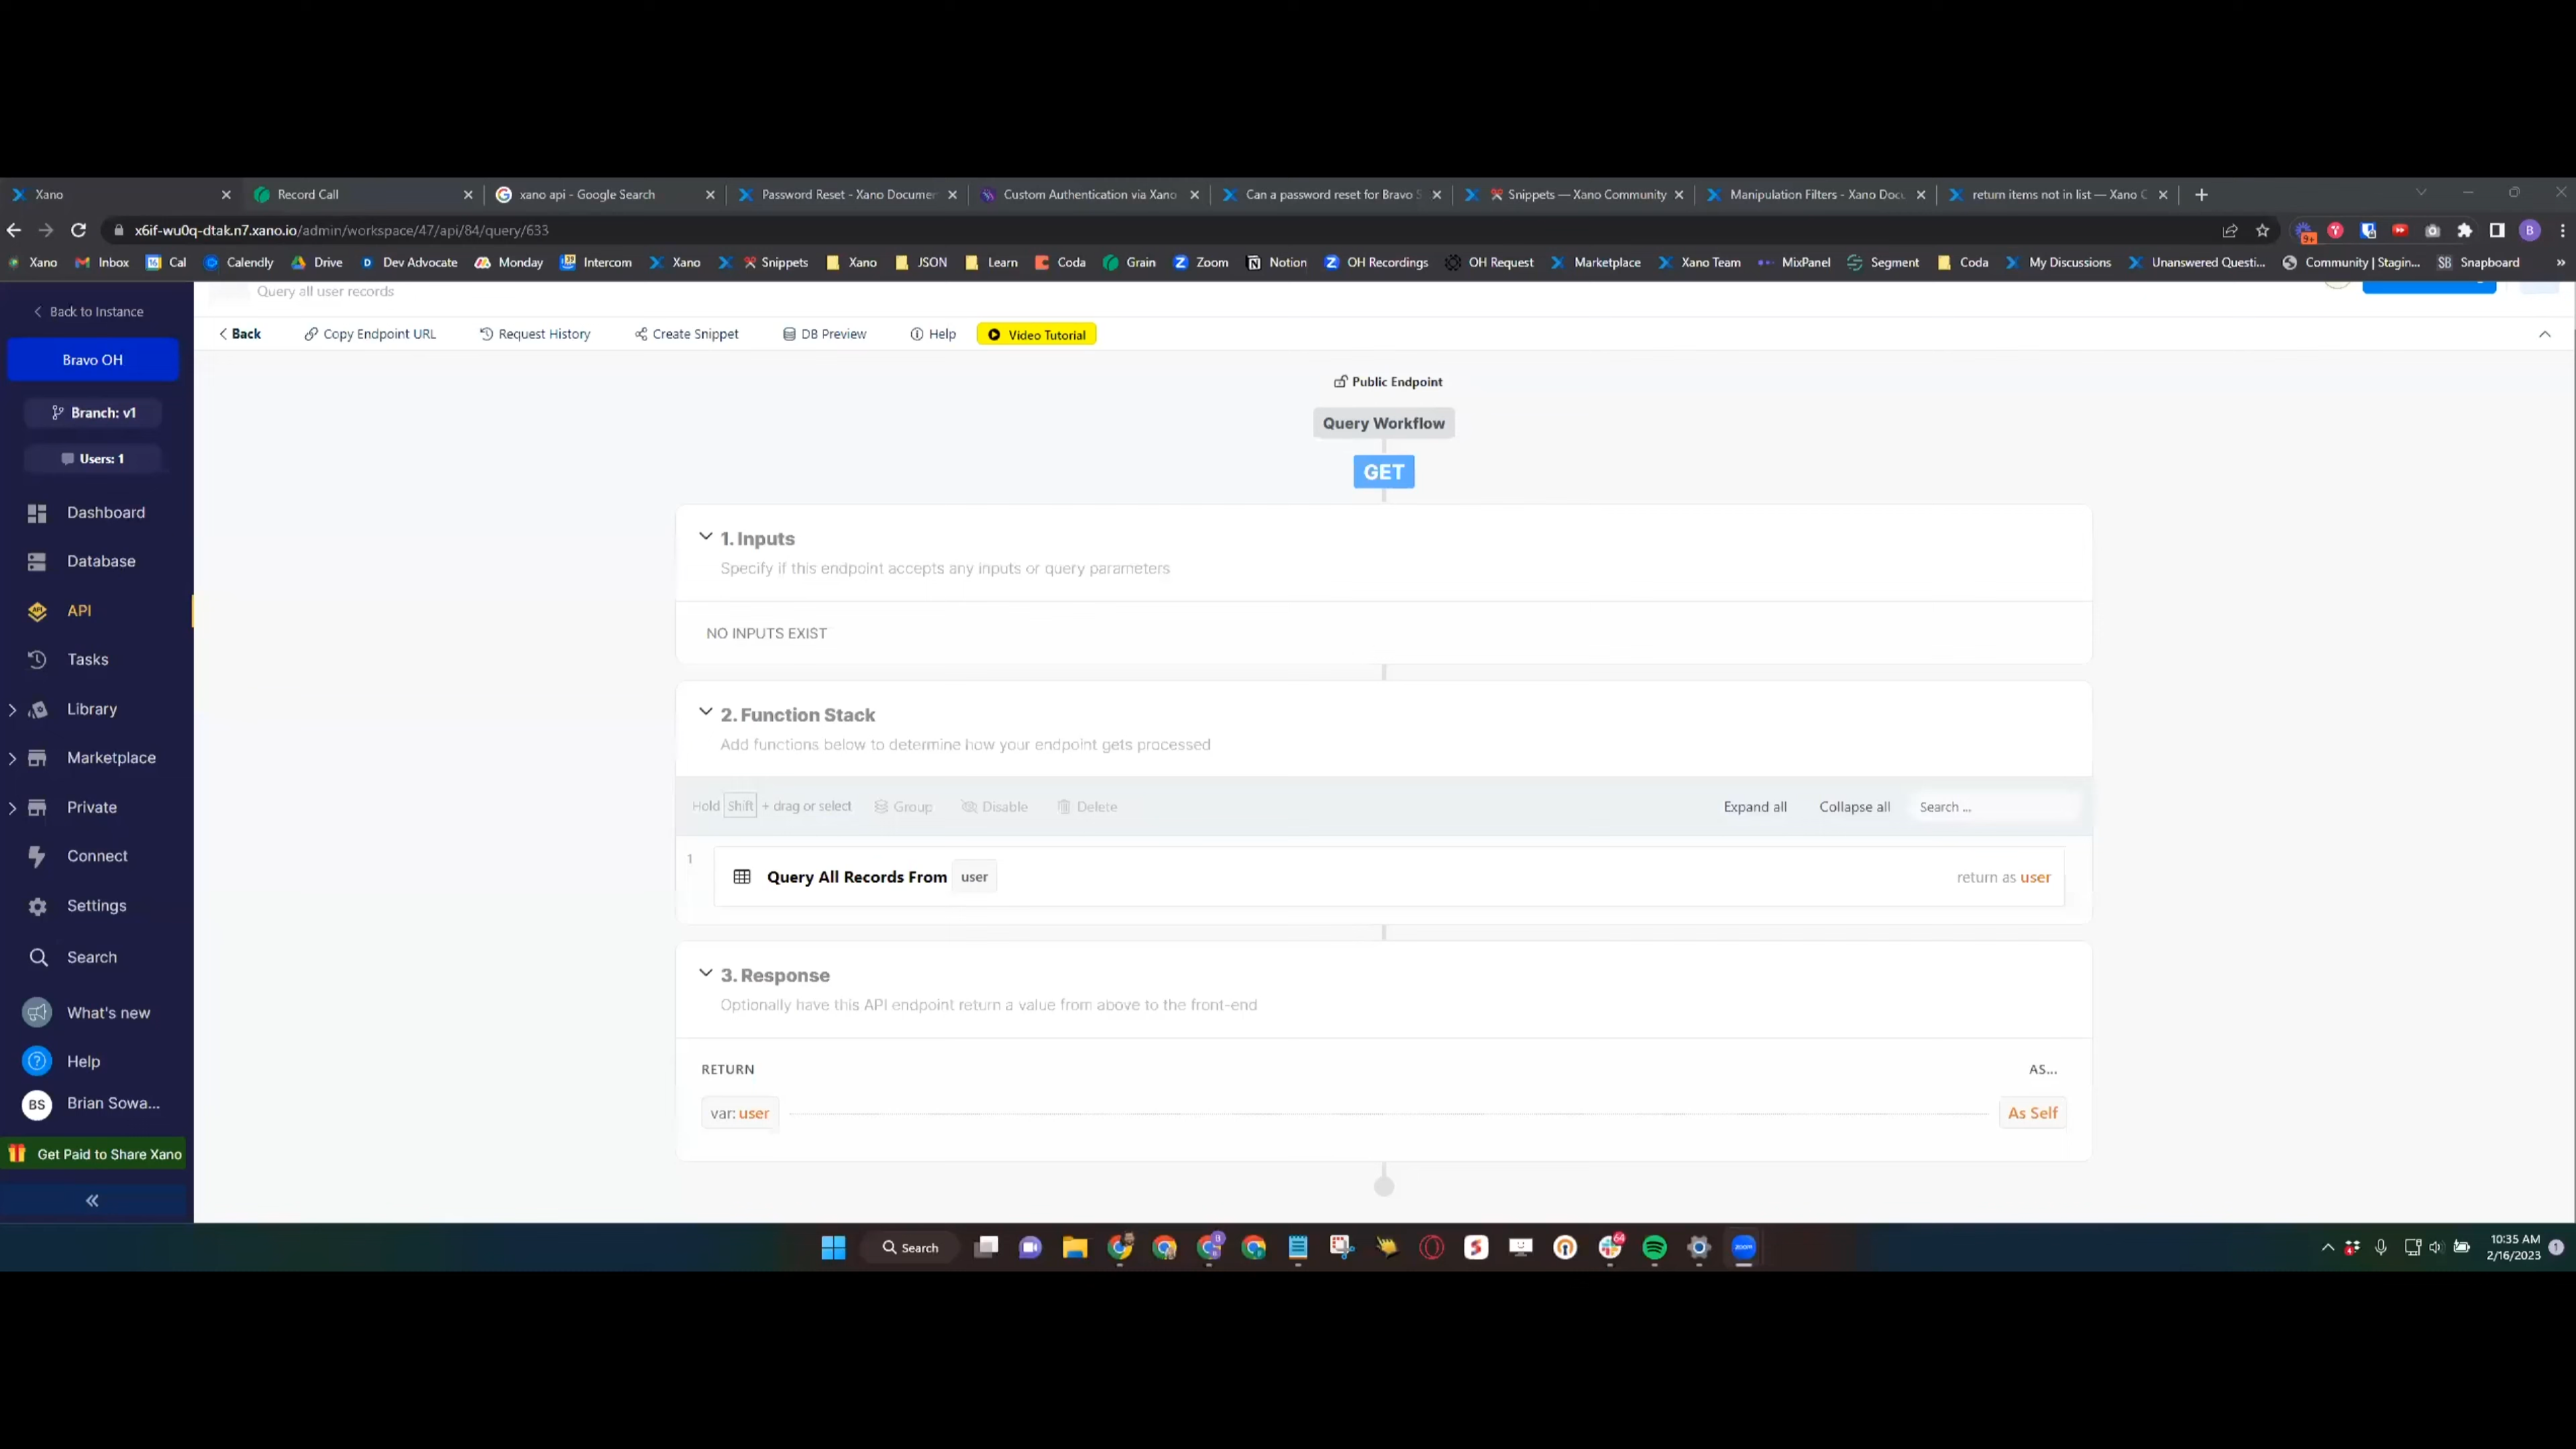 Xano
Record Call
xano api - Google Search
Password Reset - Xano Documen
Custom Authentication via Xano
Can a password reset for Bravo S
Snippets — Xano Community
Manipulation Filters - Xano Docu
return items not in list — Xano C
x6if-wu0q-dtak.n7.xano.io/admin/workspace/47/api/84/query/633
9+
B
Xano Inbox Cal Calendly Drive Dev Advocate Monday Intercom Xano Snippets Xano JSON Learn Coda Grain Zoom Notion OH Recordings OH Request Marketplace Xano Team MixPanel Segment Coda My Discussions Unanswered Questi... Community | Stagin... SB Snapboard »
Query all user records
Back to Instance
Bravo OH
Branch: v1
Users: 1
Dashboard
Database
API
Tasks
Library
Marketplace
Private
Connect
Settings
Search
What's new
Help
BS Brian Sowa...
Get Paid to Share Xano
Back Copy Endpoint URL Request History Create Snippet DB Preview Help Video Tutorial
Public Endpoint
Query Workflow
GET
1. Inputs
Specify if this endpoint accepts any inputs or query parameters
NO INPUTS EXIST
2. Function Stack
Add functions below to determine how your endpoint gets processed
Hold Shift + drag or select Group Disable Delete Expand all Collapse all Search ...
1
Query All Records From user return as user
3. Response
Optionally have this API endpoint return a value from above to the front-end
RETURN AS...
var: user As Self
Search
zoom
64
10:35 AM
2/16/2023
1